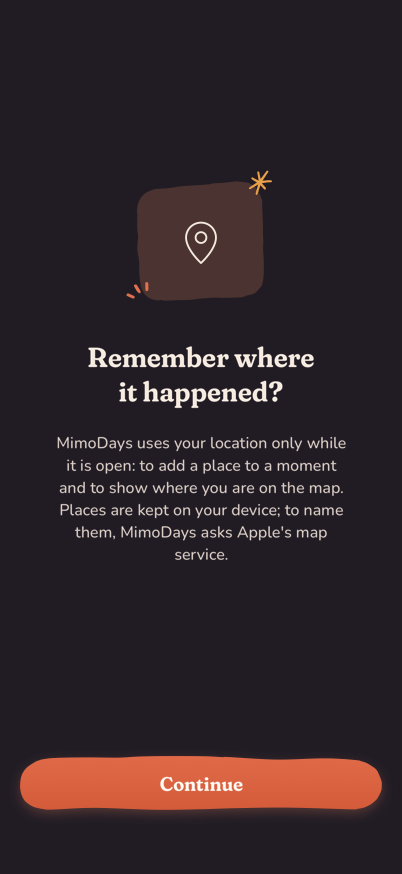 Remember where
it happened?
MimoDays uses your location only while
it is open: to add a place to a moment
and to show where you are on the map.
Places are kept on your device; to name
them, MimoDays asks Apple's map
service.
Continue